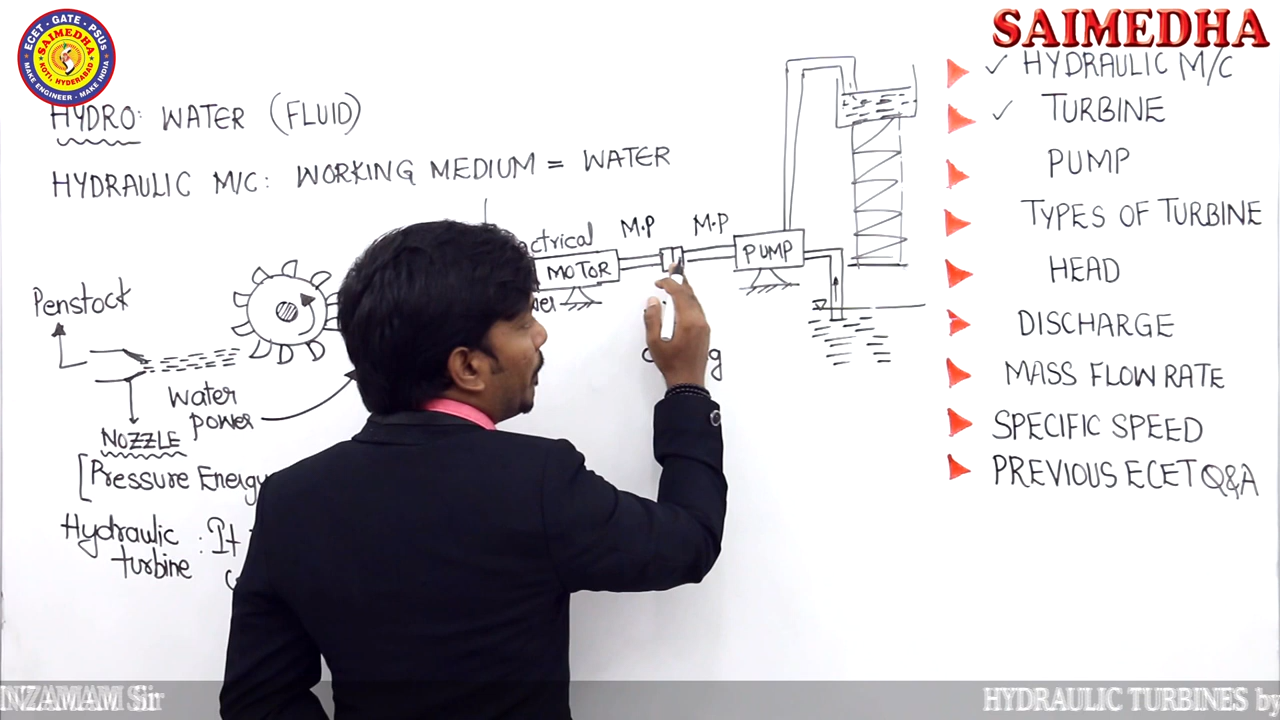 ECET - GATE - PSUs
SAIMEDHA
KOTI, HYDERABAD
MAKE ENGINEER - MAKE INDIA
SAIMEDHA
HYDRO: WATER (FLUID)
HYDRAULIC M/C: WORKING MEDIUM = WATER
M.P M.P
MOTOR
PUMP
Penstock
Water
power
NOZZLE
[Pressure Energy
Hydraulic : It
turbine
✓ HYDRAULIC M/C
✓ TURBINE
PUMP
TYPES OF TURBINE
HEAD
DISCHARGE
MASS FLOW RATE
SPECIFIC SPEED
PREVIOUS ECET Q&A
NZAMAM Sir
HYDRAULIC TURBINES by